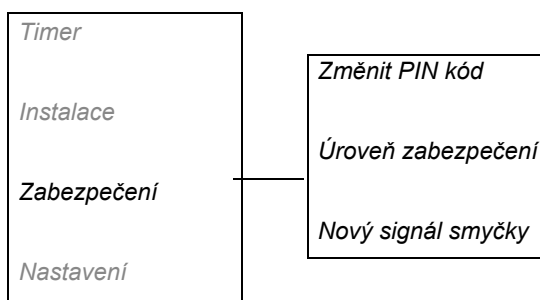 Timer
Instalace
Zabezpečení
Nastavení
Změnit PIN kód
Úroveň zabezpečení
Nový signál smyčky